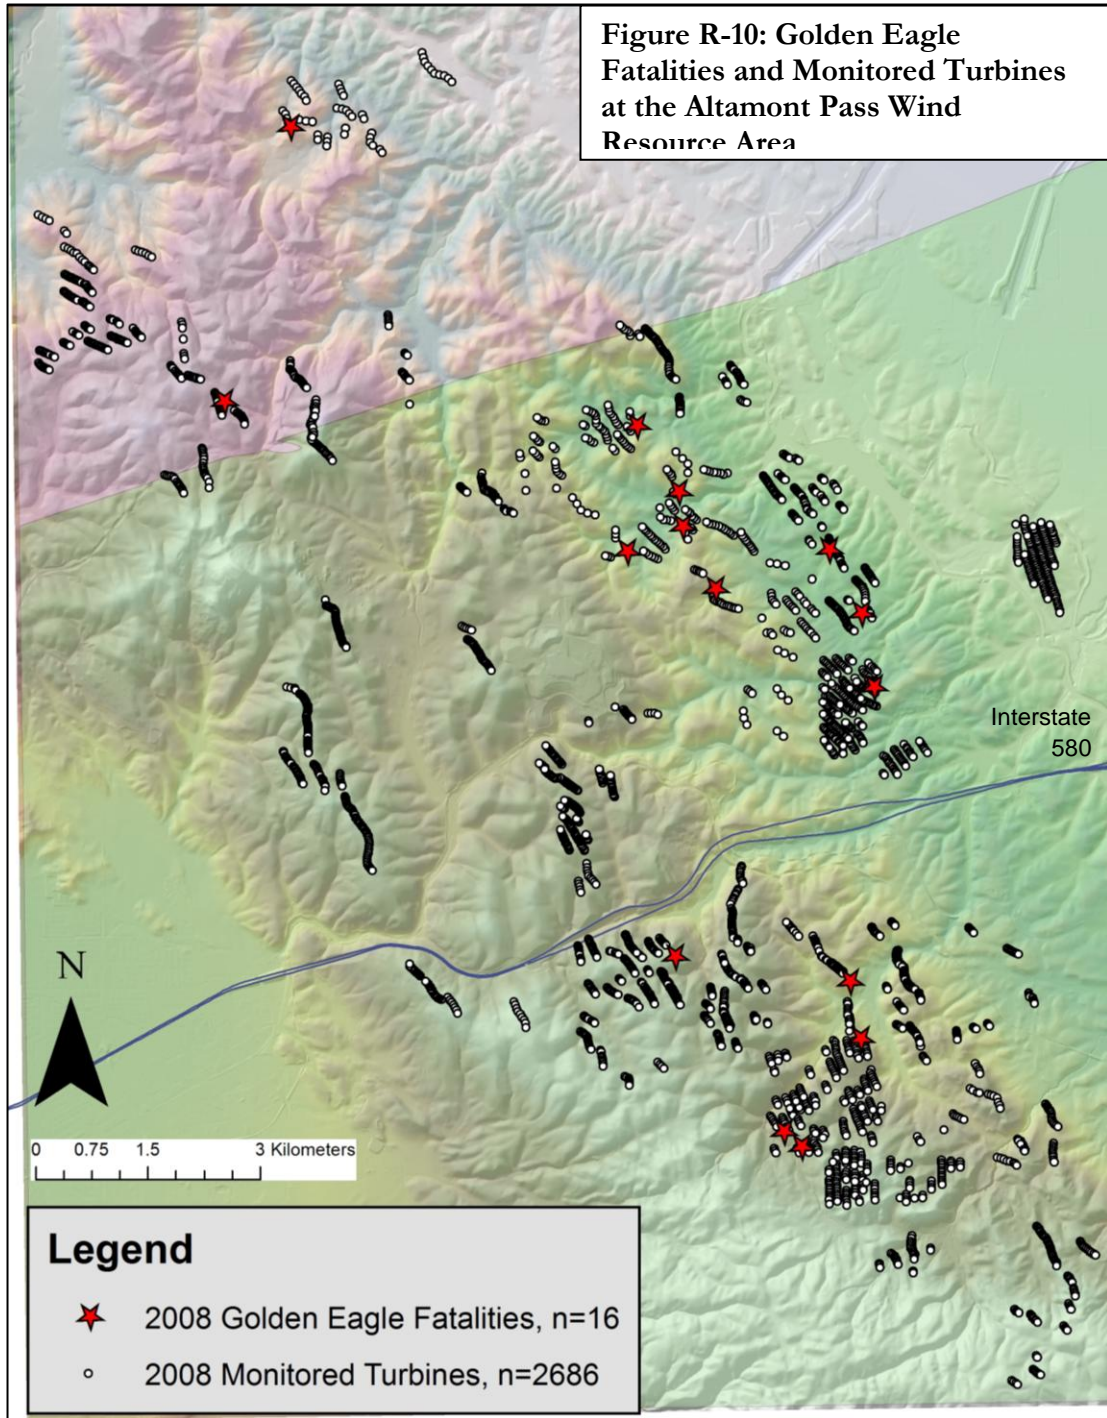 Figure R-10: Golden Eagle
Fatalities and Monitored Turbines
at the Altamont Pass Wind
Resource Area
Interstate
580
N
0 0.75 1.5 3 Kilometers
Legend
2008 Golden Eagle Fatalities, n=16
2008 Monitored Turbines, n=2686